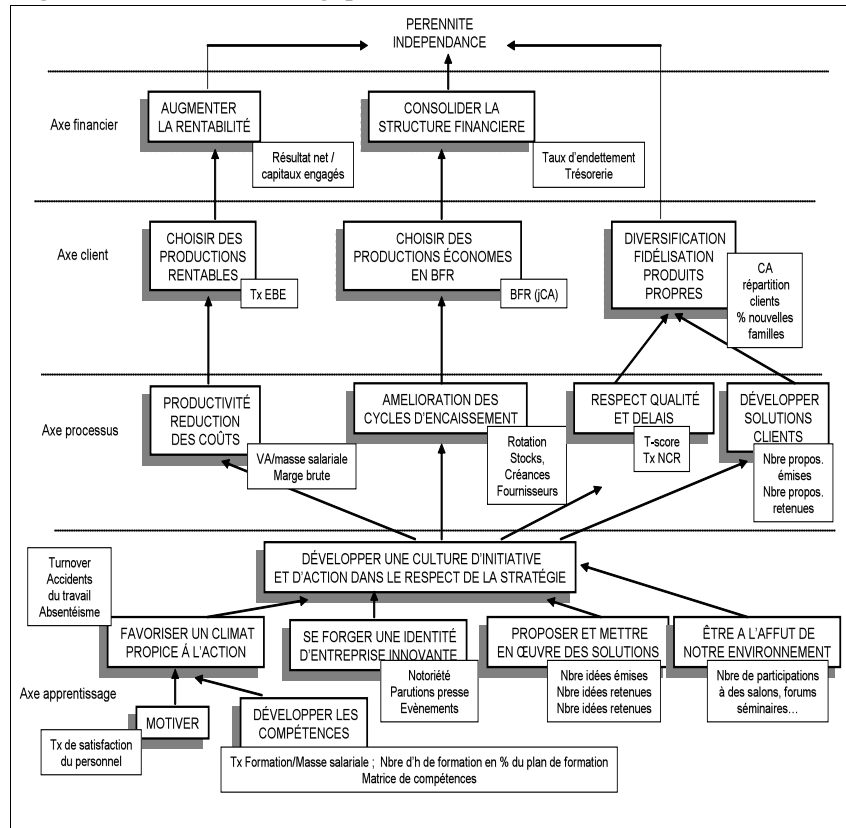 PERENNITE
INDEPENDANCE
Axe financier
AUGMENTER
LA RENTABILITÉ
Résultat net /
capitaux engagés
CONSOLIDER LA
STRUCTURE FINANCIERE
Taux d'endettement
Trésorerie
Axe client
CHOISIR DES
PRODUCTIONS
RENTABLES
Tx EBE
CHOISIR DES
PRODUCTIONS ÉCONOMES
EN BFR
BFR (jCA)
DIVERSIFICATION
FIDÉLISATION
PRODUITS
PROPRES
CA
répartition
clients
% nouvelles
familles
Axe processus
PRODUCTIVITÉ
REDUCTION
DES COÛTS
VA/masse salariale
Marge brute
AMELIORATION DES
CYCLES D'ENCAISSEMENT
Rotation
Stocks,
Créances
Fournisseurs
RESPECT QUALITÉ
ET DELAIS
T-score
Tx NCR
DÉVELOPPER
SOLUTIONS
CLIENTS
Nbre propos.
émises
Nbre propos.
retenues
DÉVELOPPER UNE CULTURE D'INITIATIVE
ET D'ACTION DANS LE RESPECT DE LA STRATÉGIE
Turnover
Accidents
du travail
Absentéisme
FAVORISER UN CLIMAT
PROPICE Á L'ACTION
SE FORGER UNE IDENTITÉ
D'ENTREPRISE INNOVANTE
Notoriété
Parutions presse
Evènements
PROPOSER ET METTRE
EN ŒUVRE DES SOLUTIONS
Nbre idées émises
Nbre idées retenues
Nbre idées retenues
ÊTRE A L'AFFUT DE
NOTRE ENVIRONNEMENT
Nbre de participations
à des salons, forums
séminaires…
Axe apprentissage
MOTIVER
Tx de satisfaction
du personnel
DÉVELOPPER LES
COMPÉTENCES
Tx Formation/Masse salariale ; Nbre d'h de formation en % du plan de formation
Matrice de compétences